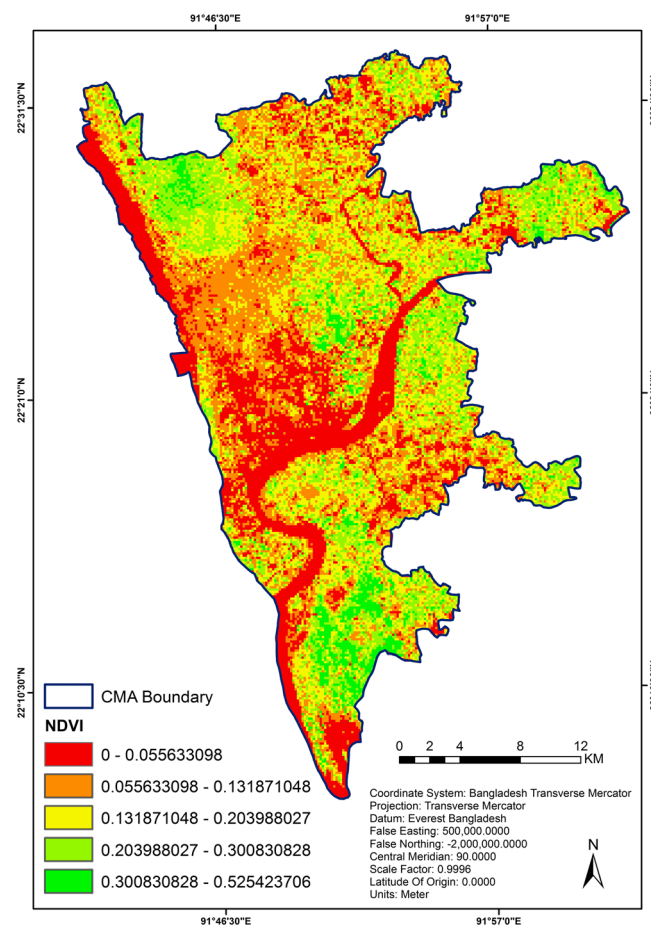 91°46'30"E 91°57'0"E
22°31'30"N
22°21'0"N
22°10'30"N
CMA Boundary
NDVI
0 - 0.055633098
0.055633098 - 0.131871048
0.131871048 - 0.203988027
0.203988027 - 0.300830828
0.300830828 - 0.525423706
0 2 4 8 12
KM
Coordinate System: Bangladesh Transverse Mercator
Projection: Transverse Mercator
Datum: Everest Bangladesh
False Easting: 500,000.0000
False Northing: -2,000,000.0000
Central Meridian: 90.0000
Scale Factor: 0.9996
Latitude Of Origin: 0.0000
Units: Meter
N
91°46'30"E 91°57'0"E